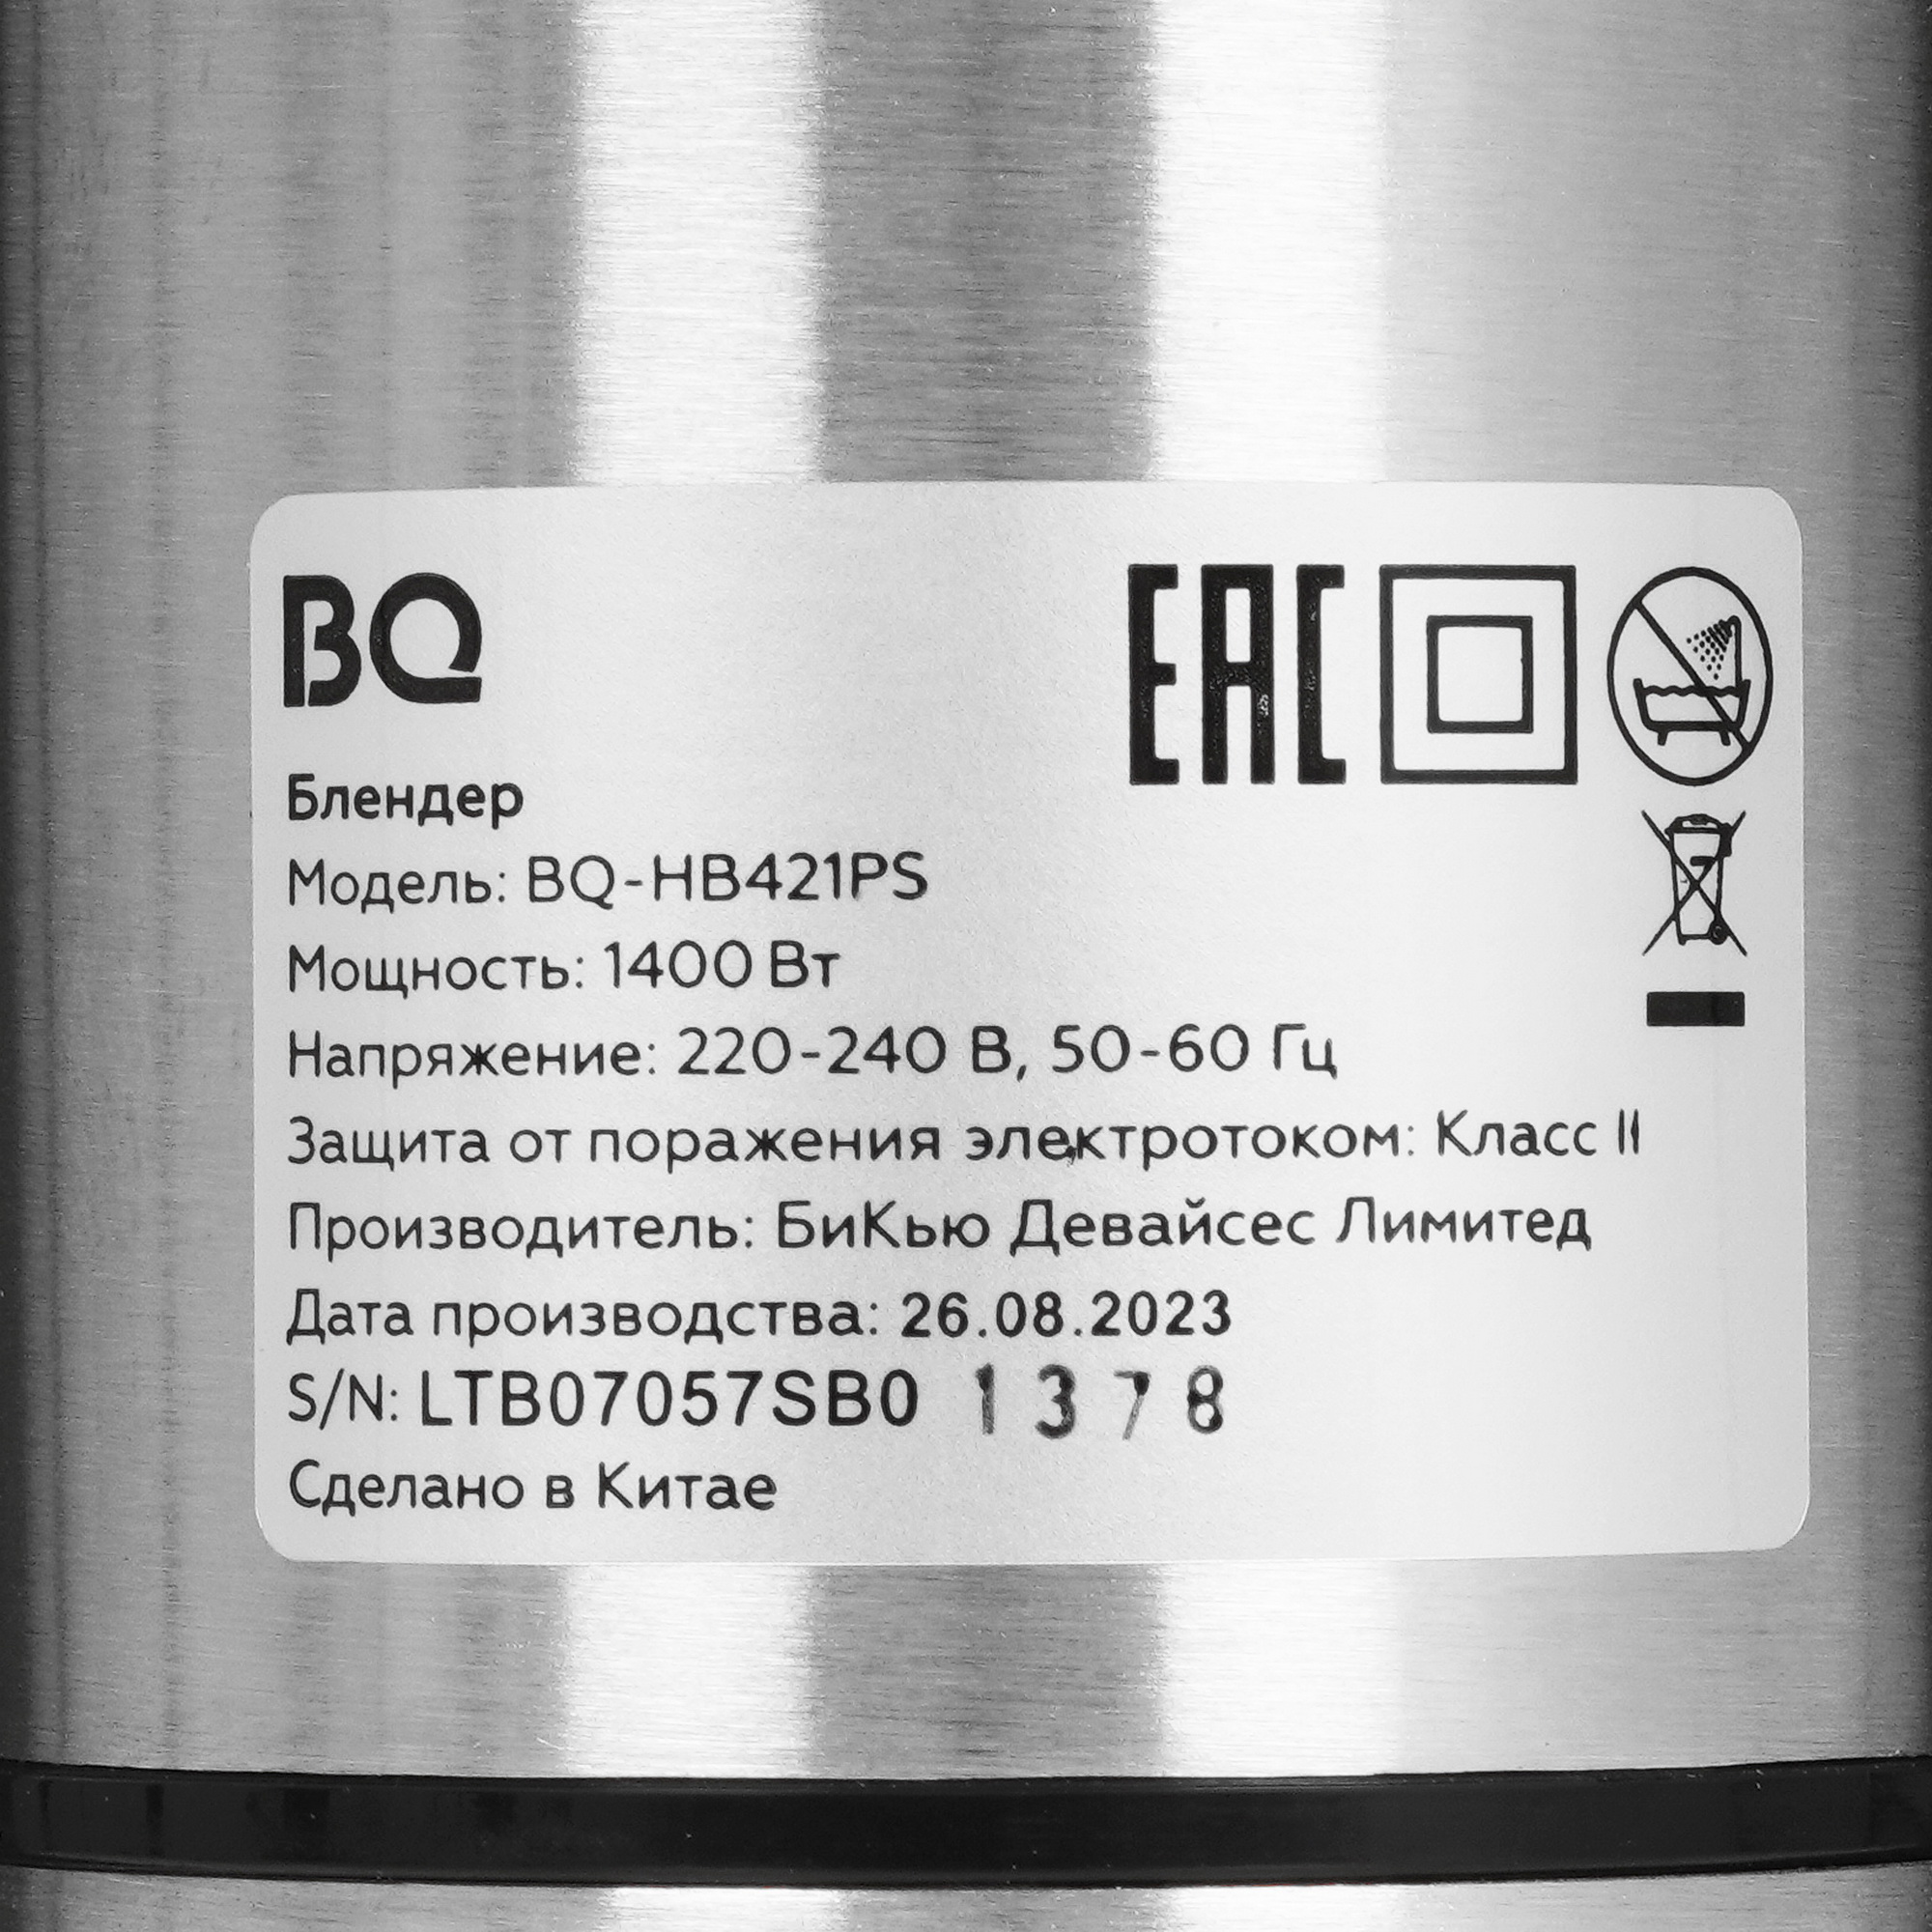 BQ
EAC
Блендер
Модель: BQ-HB421PS
Мощность: 1400 Вт
Напряжение: 220-240 В, 50-60 Гц
Защита от поражения электротоком: Класс II
Производитель: БиКью Девайсес Лимитед
Дата производства: 26.08.2023
S/N: LTB07057SB0 1378
Сделано в Китае